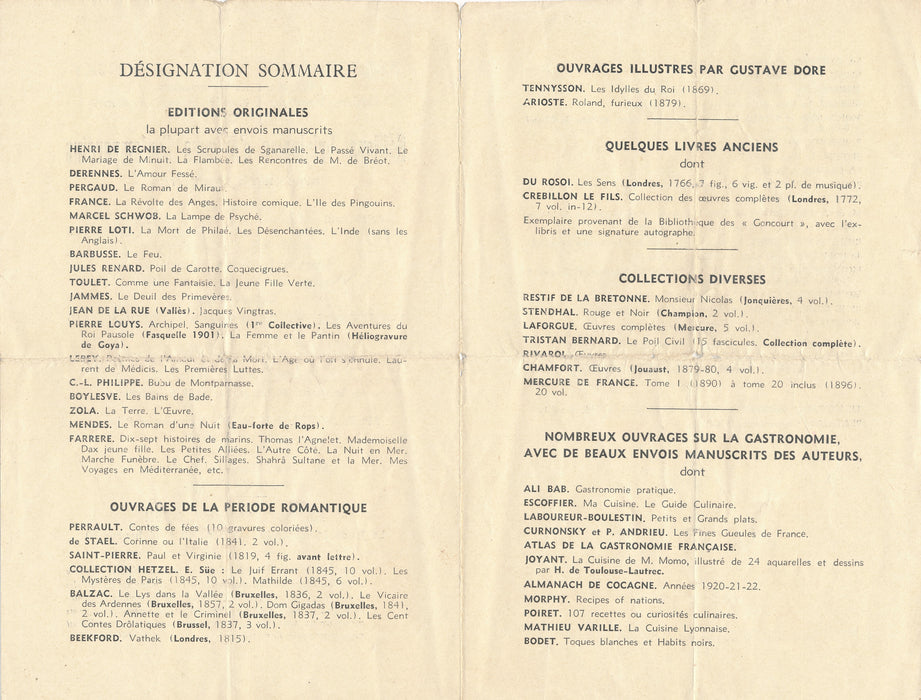 DÉSIGNATION SOMMAIRE
EDITIONS ORIGINALES
la plupart avec envois manuscrits
HENRI DE REGNIER. Les Scrupules de Sganarelle. Le Passé Vivant. Le
Mariage de Minuit. La Flambée. Les Rencontres de M. de Bréot.
DERENNES. L'Amour Fessé.
PERGAUD. Le Roman de Miraut.
FRANCE. La Révolte des Anges. Histoire comique. L'Ile des Pingouins.
MARCEL SCHWOB. La Lampe de Psyché.
PIERRE LOTI. La Mort de Philaé. Les Désenchantées. L'Inde (sans les
Anglais).
BARBUSSE. Le Feu.
JULES RENARD. Poil de Carotte. Coquecigrues.
TOULET. Comme une Fantaisie. La Jeune Fille Verte.
JAMMES. Le Deuil des Primevères.
JEAN DE LA RUE (Vallès). Jacques Vingtras.
PIERRE LOUYS. Archipel. Sanguines (1re Collective). Les Aventures du
Roi Pausole (Fasquelle 1901). La Femme et le Pantin (Héliogravure
de Goya).
LEBEY. Poèmes de l'Amour et de la Mort. L'Age où l'on s'ennuie. Lau-
rent de Médicis. Les Premières Luttes.
C.-L. PHILIPPE. Bubu de Montparnasse.
BOYLESVE. Les Bains de Bade.
ZOLA. La Terre. L'Œuvre.
MENDES. Le Roman d'une Nuit (Eau-forte de Rops).
FARRERE. Dix-sept histoires de marins. Thomas l'Agnelet. Mademoiselle
Dax jeune fille. Les Petites Alliées. L'Autre Côté. La Nuit en Mer.
Marche Funèbre. Le Chef. Sillages. Shahrâ Sultane et la Mer. Mes
Voyages en Méditerranée, etc.
OUVRAGES DE LA PERIODE ROMANTIQUE
PERRAULT. Contes de fées (10 gravures coloriées).
de STAEL. Corinne ou l'Italie (1841, 2 vol.).
SAINT-PIERRE. Paul et Virginie (1819, 4 fig. avant lettre).
COLLECTION HETZEL. E. Süe : Le Juif Errant (1845, 10 vol.). Les
Mystères de Paris (1845, 10 vol.). Mathilde (1845, 6 vol.).
BALZAC. Le Lys dans la Vallée (Bruxelles, 1836, 2 vol.). Le Vicaire
des Ardennes (Bruxelles, 1857, 2 vol.). Dom Gigadas (Bruxelles, 1841,
2 vol.). Annette et le Criminel (Bruxelles, 1837, 2 vol.). Les Cent
Contes Drôlatiques (Brussel, 1837, 3 vol.).
BEEKFORD. Vathek (Londres, 1815).
OUVRAGES ILLUSTRES PAR GUSTAVE DORE
TENNYSSON. Les Idylles du Roi (1869).
ARIOSTE. Roland, furieux (1879).
QUELQUES LIVRES ANCIENS
dont
DU ROSOI. Les Sens (Londres, 1766, 7 fig., 6 vig. et 2 pf. de musique).
CREBILLON LE FILS. Collection des œuvres complètes (Londres, 1772,
7 vol. in-12).
Exemplaire provenant de la Bibliothèque des « Goncourt », avec l'ex-
libris et une signature autographe.
COLLECTIONS DIVERSES
RESTIF DE LA BRETONNE. Monsieur Nicolas (Jonquières, 4 vol.).
STENDHAL. Rouge et Noir (Champion, 2 vol.).
LAFORGUE. Œuvres complètes (Mercure, 5 vol.).
TRISTAN BERNARD. Le Poil Civil (15 fascicules. Collection complète).
RIVAROL. Œuvres
CHAMFORT. Œuvres (Jouaust, 1879-80, 4 vol.).
MERCURE DE FRANCE. Tome I (1890) à tome 20 inclus (1896).
20 vol.
NOMBREUX OUVRAGES SUR LA GASTRONOMIE,
AVEC DE BEAUX ENVOIS MANUSCRITS DES AUTEURS,
dont
ALI BAB. Gastronomie pratique.
ESCOFFIER. Ma Cuisine. Le Guide Culinaire.
LABOUREUR-BOULESTIN. Petits et Grands plats.
CURNONSKY et P. ANDRIEU. Les Fines Gueules de France.
ATLAS DE LA GASTRONOMIE FRANÇAISE.
JOYANT. La Cuisine de M. Momo, illustré de 24 aquarelles et dessins
par H. de Toulouse-Lautrec.
ALMANACH DE COCAGNE. Années 1920-21-22.
MORPHY. Recipes of nations.
POIRET. 107 recettes ou curiosités culinaires.
MATHIEU VARILLE. La Cuisine Lyonnaise.
BODET. Toques blanches et Habits noirs.